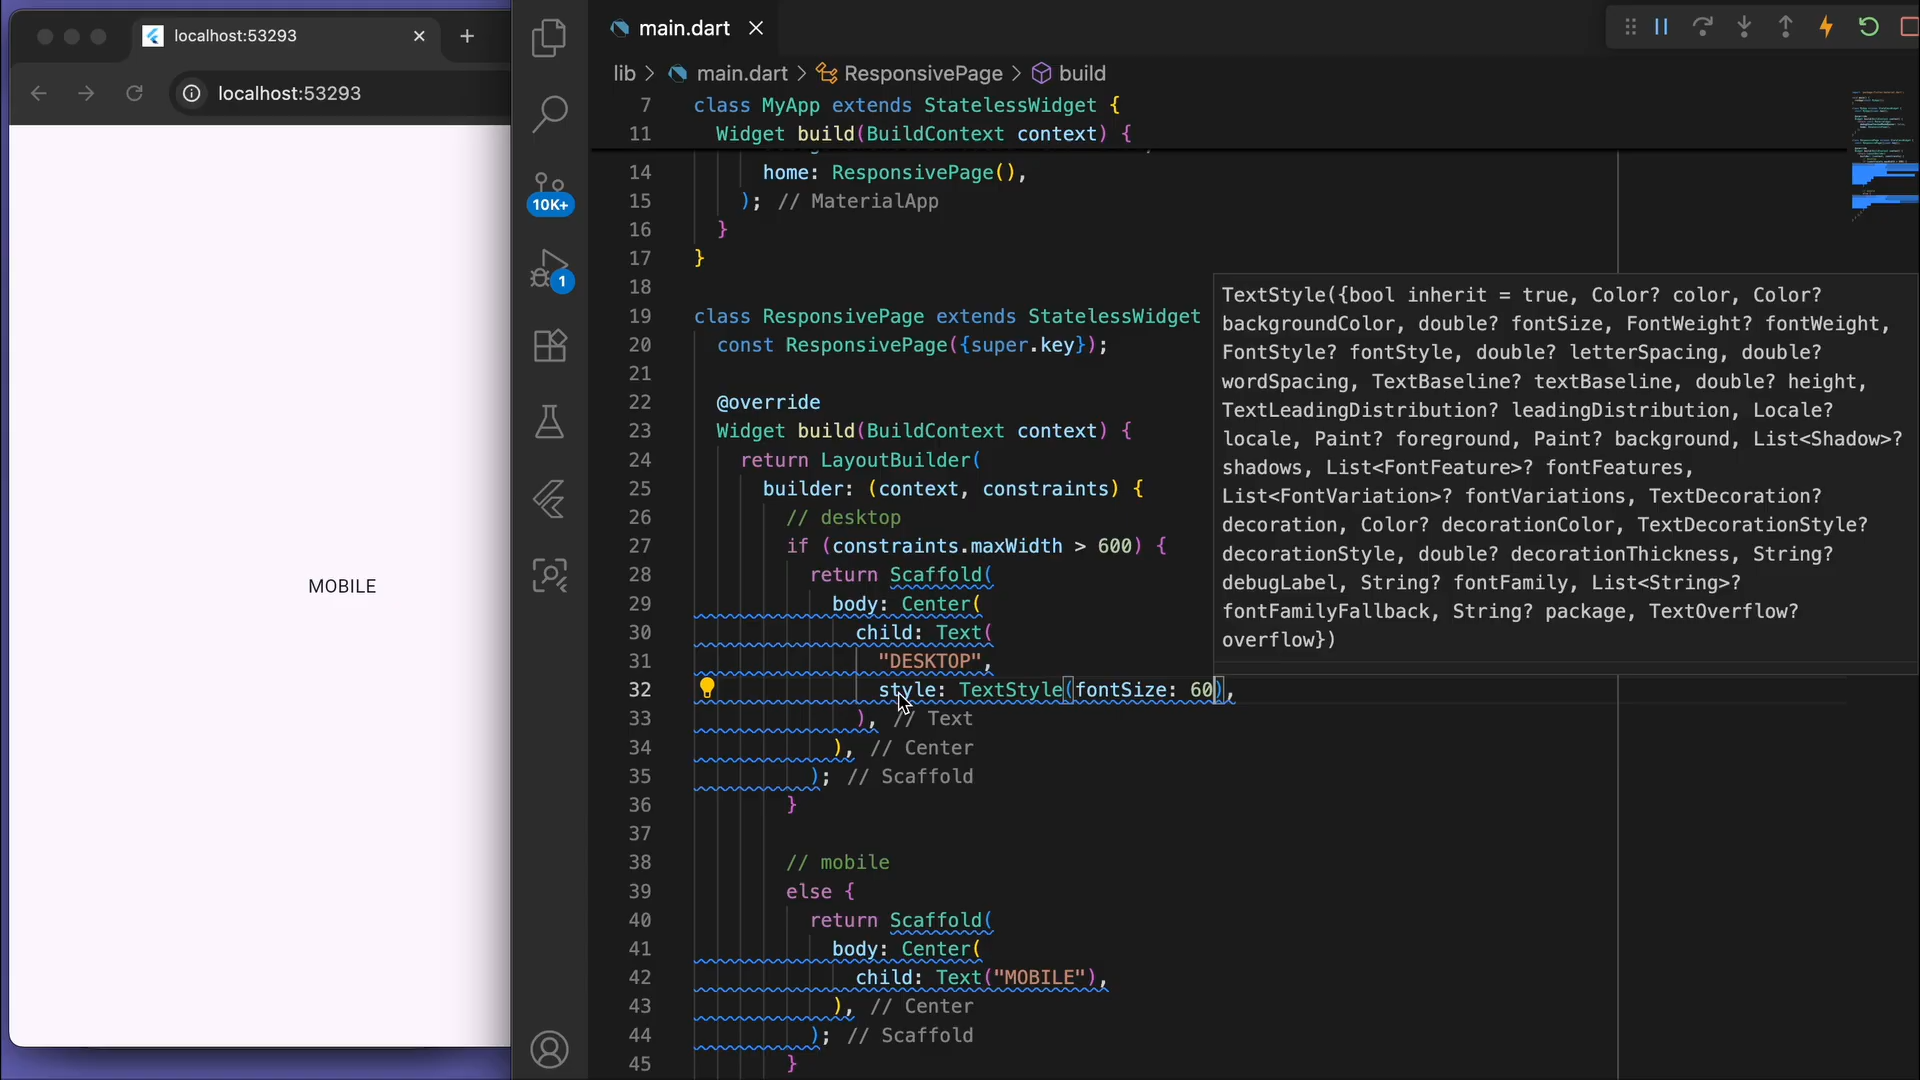 localhost:53293
localhost:53293
MOBILE
10K+
1
main.dart
lib > main.dart > ResponsivePage > build
7 class MyApp extends StatelessWidget {
11 Widget build(BuildContext context) {
14 home: ResponsivePage(),
15 ); // MaterialApp
16 }
17 }
18
19 class ResponsivePage extends StatelessWidget
20 const ResponsivePage({super.key});
21
22 @override
23 Widget build(BuildContext context) {
24 return LayoutBuilder(
25 builder: (context, constraints) {
26 // desktop
27 if (constraints.maxWidth > 600) {
28 return Scaffold(
29 body: Center(
30 child: Text(
31 "DESKTOP",
32 style: TextStyle(fontSize: 60),
33 ), // Text
34 ), // Center
35 ); // Scaffold
36 }
37
38 // mobile
39 else {
40 return Scaffold(
41 body: Center(
42 child: Text("MOBILE"),
43 ), // Center
44 ); // Scaffold
45 }
TextStyle({bool inherit = true, Color? color, Color?
backgroundColor, double? fontSize, FontWeight? fontWeight,
FontStyle? fontStyle, double? letterSpacing, double?
wordSpacing, TextBaseline? textBaseline, double? height,
TextLeadingDistribution? leadingDistribution, Locale?
locale, Paint? foreground, Paint? background, List<Shadow>?
shadows, List<FontFeature>? fontFeatures,
List<FontVariation>? fontVariations, TextDecoration?
decoration, Color? decorationColor, TextDecorationStyle?
decorationStyle, double? decorationThickness, String?
debugLabel, String? fontFamily, List<String>?
fontFamilyFallback, String? package, TextOverflow?
overflow})